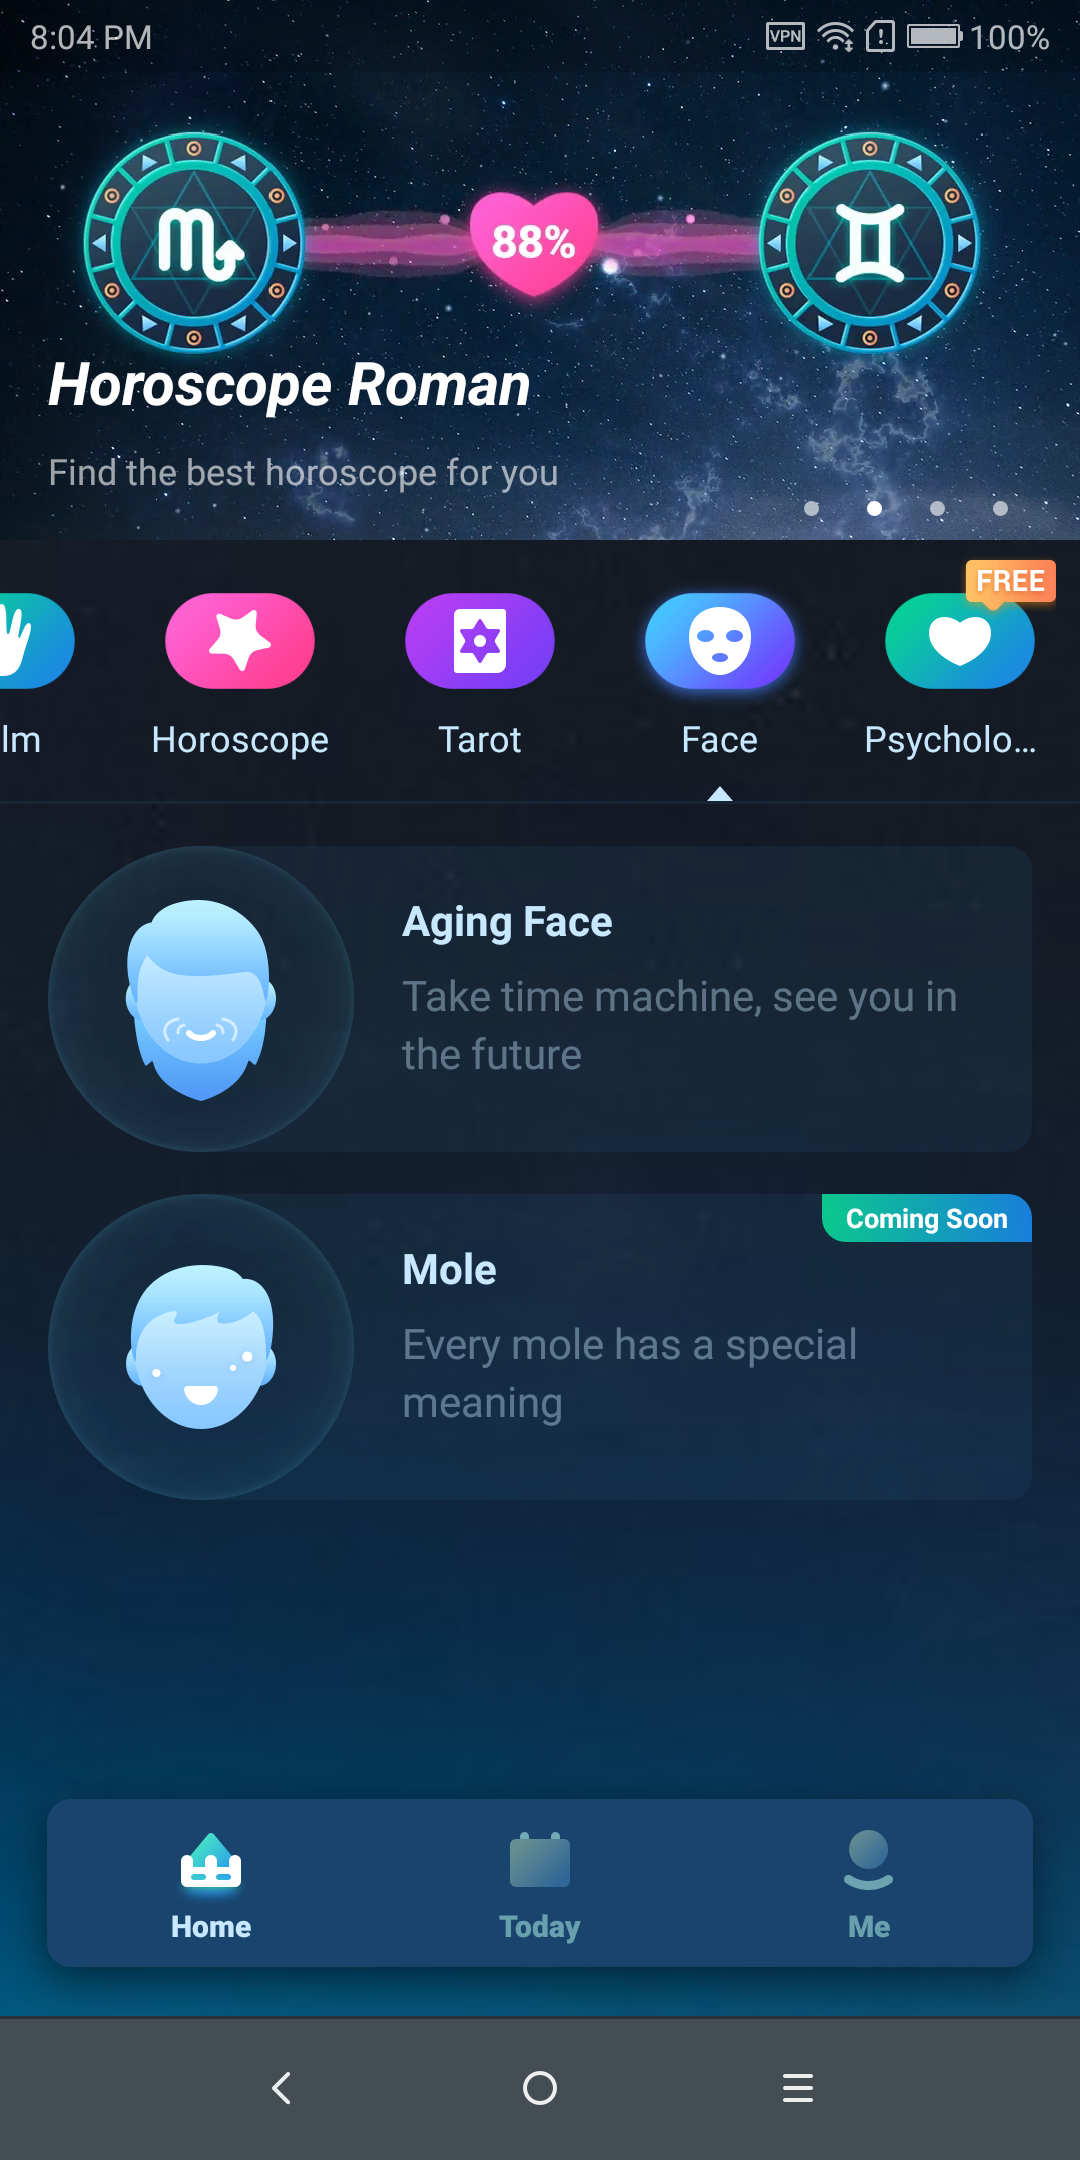 8:04 PM
VPN
100%
88%
Horoscope Roman
Find the best horoscope for you
FREE
lm
Horoscope
Tarot
Face
Psycholo...
Aging Face
Take time machine, see you in
the future
Coming Soon
Mole
Every mole has a special
meaning
Home
Today
Me